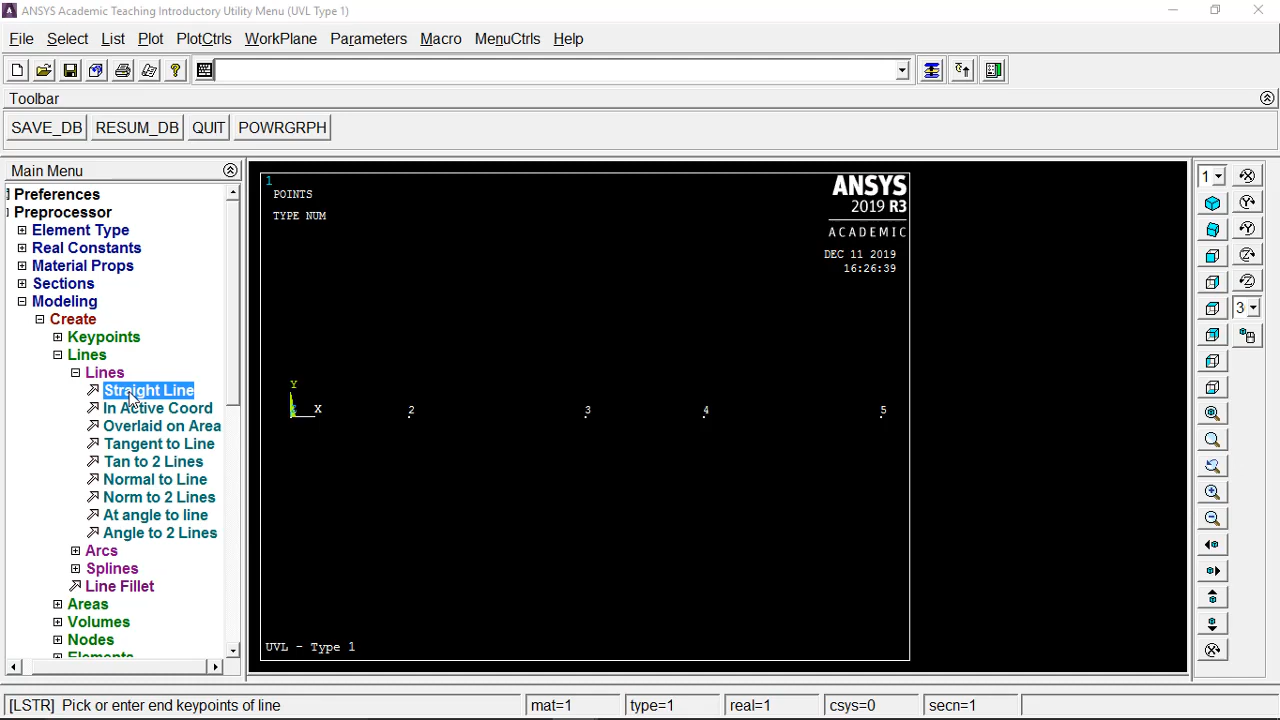 ANSYS Academic Teaching Introductory Utility Menu (UVL Type 1)
File Select List Plot PlotCtrls WorkPlane Parameters Macro MenuCtrls Help
Toolbar
SAVE_DB RESUM_DB QUIT POWRGRPH
Main Menu
Preferences
Preprocessor
Element Type
Real Constants
Material Props
Sections
Modeling
Create
Keypoints
Lines
Lines
Straight Line
In Active Coord
Overlaid on Area
Tangent to Line
Tan to 2 Lines
Normal to Line
Norm to 2 Lines
At angle to line
Angle to 2 Lines
Arcs
Splines
Line Fillet
Areas
Volumes
Nodes
Elements
1
POINTS
TYPE NUM
ANSYS
2019 R3
ACADEMIC
DEC 11 2019
16:26:39
Y
X 2 3 4 5
UVL - Type 1
1
3
[LSTR] Pick or enter end keypoints of line
mat=1 type=1 real=1 csys=0 secn=1